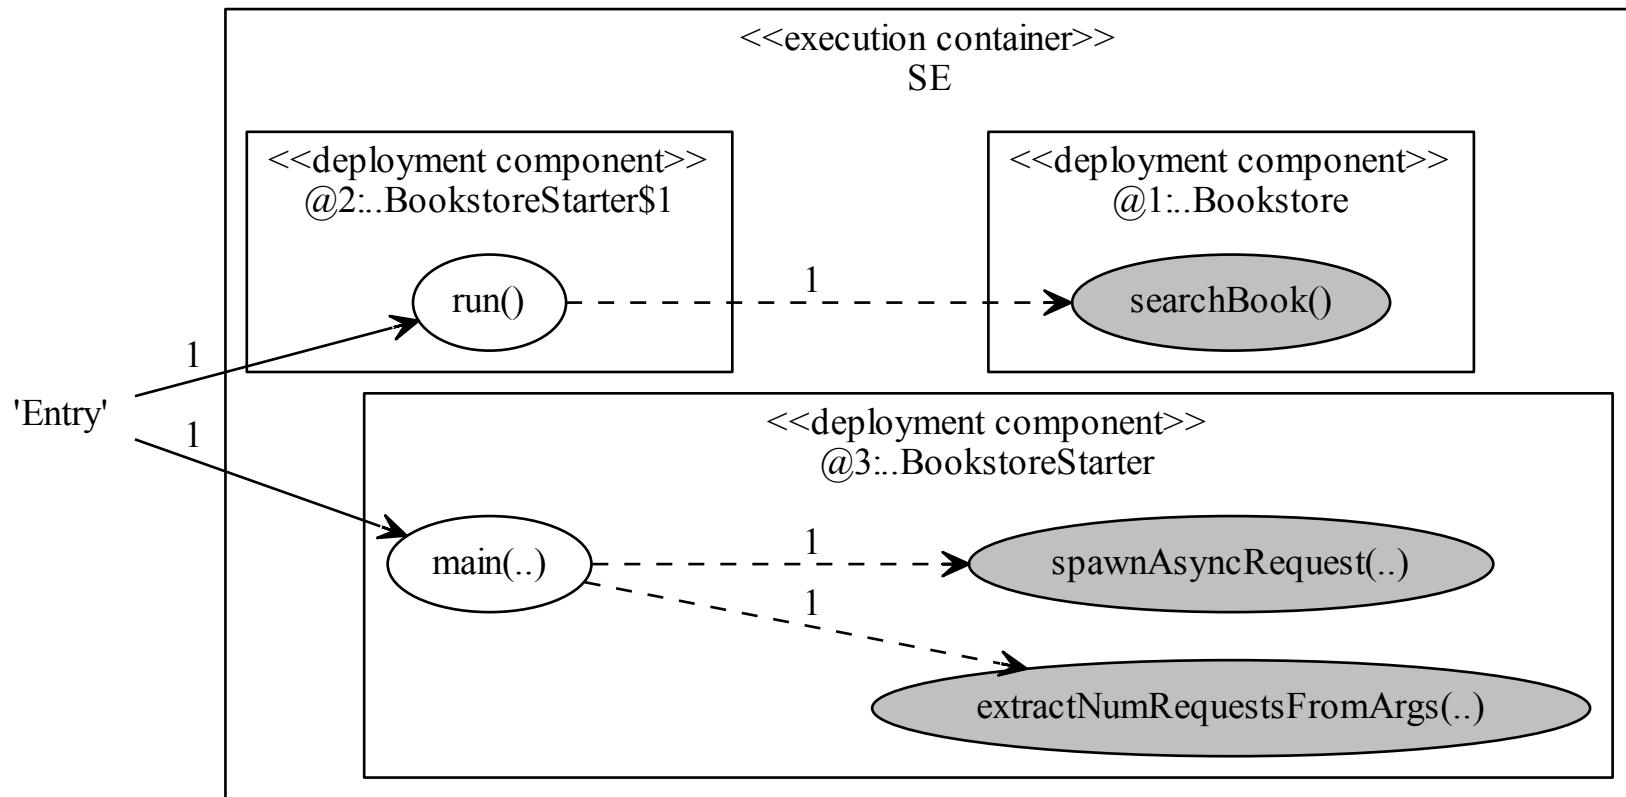 <<execution container>>
SE
<<deployment component>>
@2:..BookstoreStarter$1
<<deployment component>>
@1:..Bookstore
run()
1
searchBook()
1
'Entry'
1
<<deployment component>>
@3:..BookstoreStarter
main(..)
1
spawnAsyncRequest(..)
1
extractNumRequestsFromArgs(..)